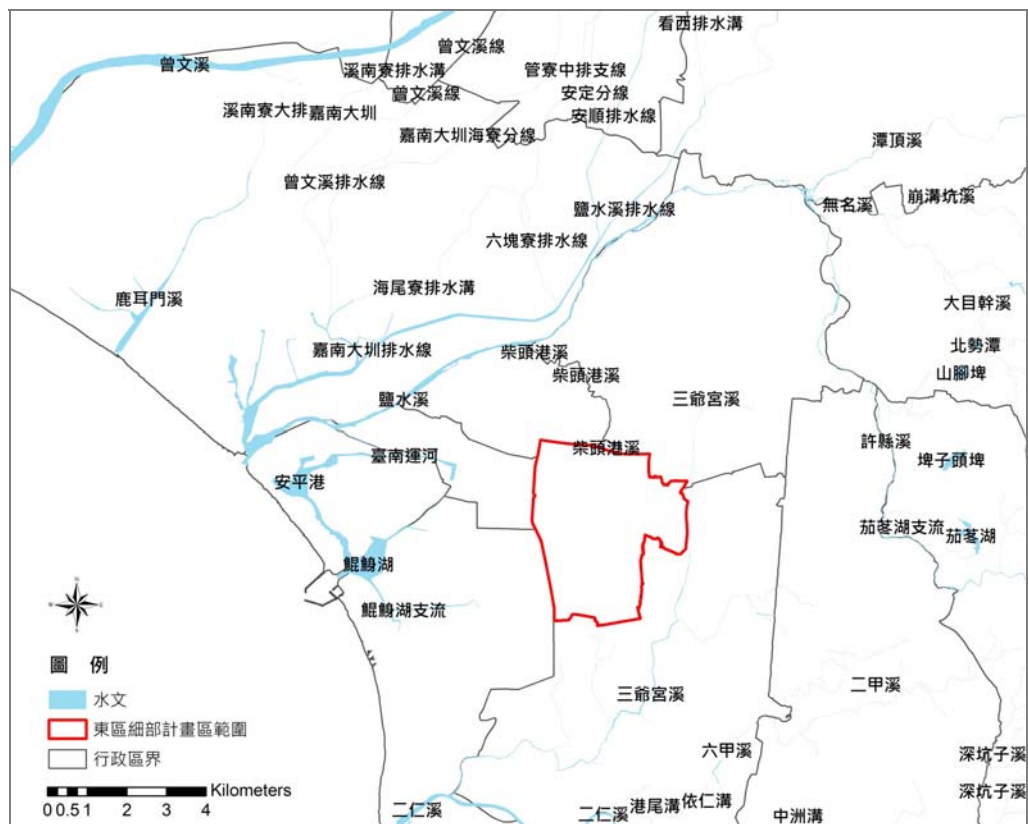 看西排水溝
曾文溪線
曾文溪
溪南寮排水溝
管寮中排支線
曾文溪線
安定分線
溪南寮大排
嘉南大圳
安順排水線
嘉南大圳海寮分線
潭頂溪
曾文溪排水線
無名溪
崩溝坑溪
鹽水溪排水線
六塊寮排水線
海尾寮排水溝
鹿耳門溪
大目幹溪
嘉南大圳排水線
柴頭港溪
北勢潭
柴頭港溪
山腳埤
鹽水溪
三爺宮溪
柴頭港溪
許縣溪
臺南運河
埤子頭埤
安平港
茄苳湖支流
茄苳湖
鯤鯓湖
鯤鯓湖支流
N
W
E
S
圖 例
水文
東區細部計畫區範圍
行政區界
0 0.5 1 2 3 4 Kilometers
三爺宮溪
二甲溪
六甲溪
深坑子溪
深坑子溪
二仁溪
二仁溪
港尾溝
依仁溝
中洲溝